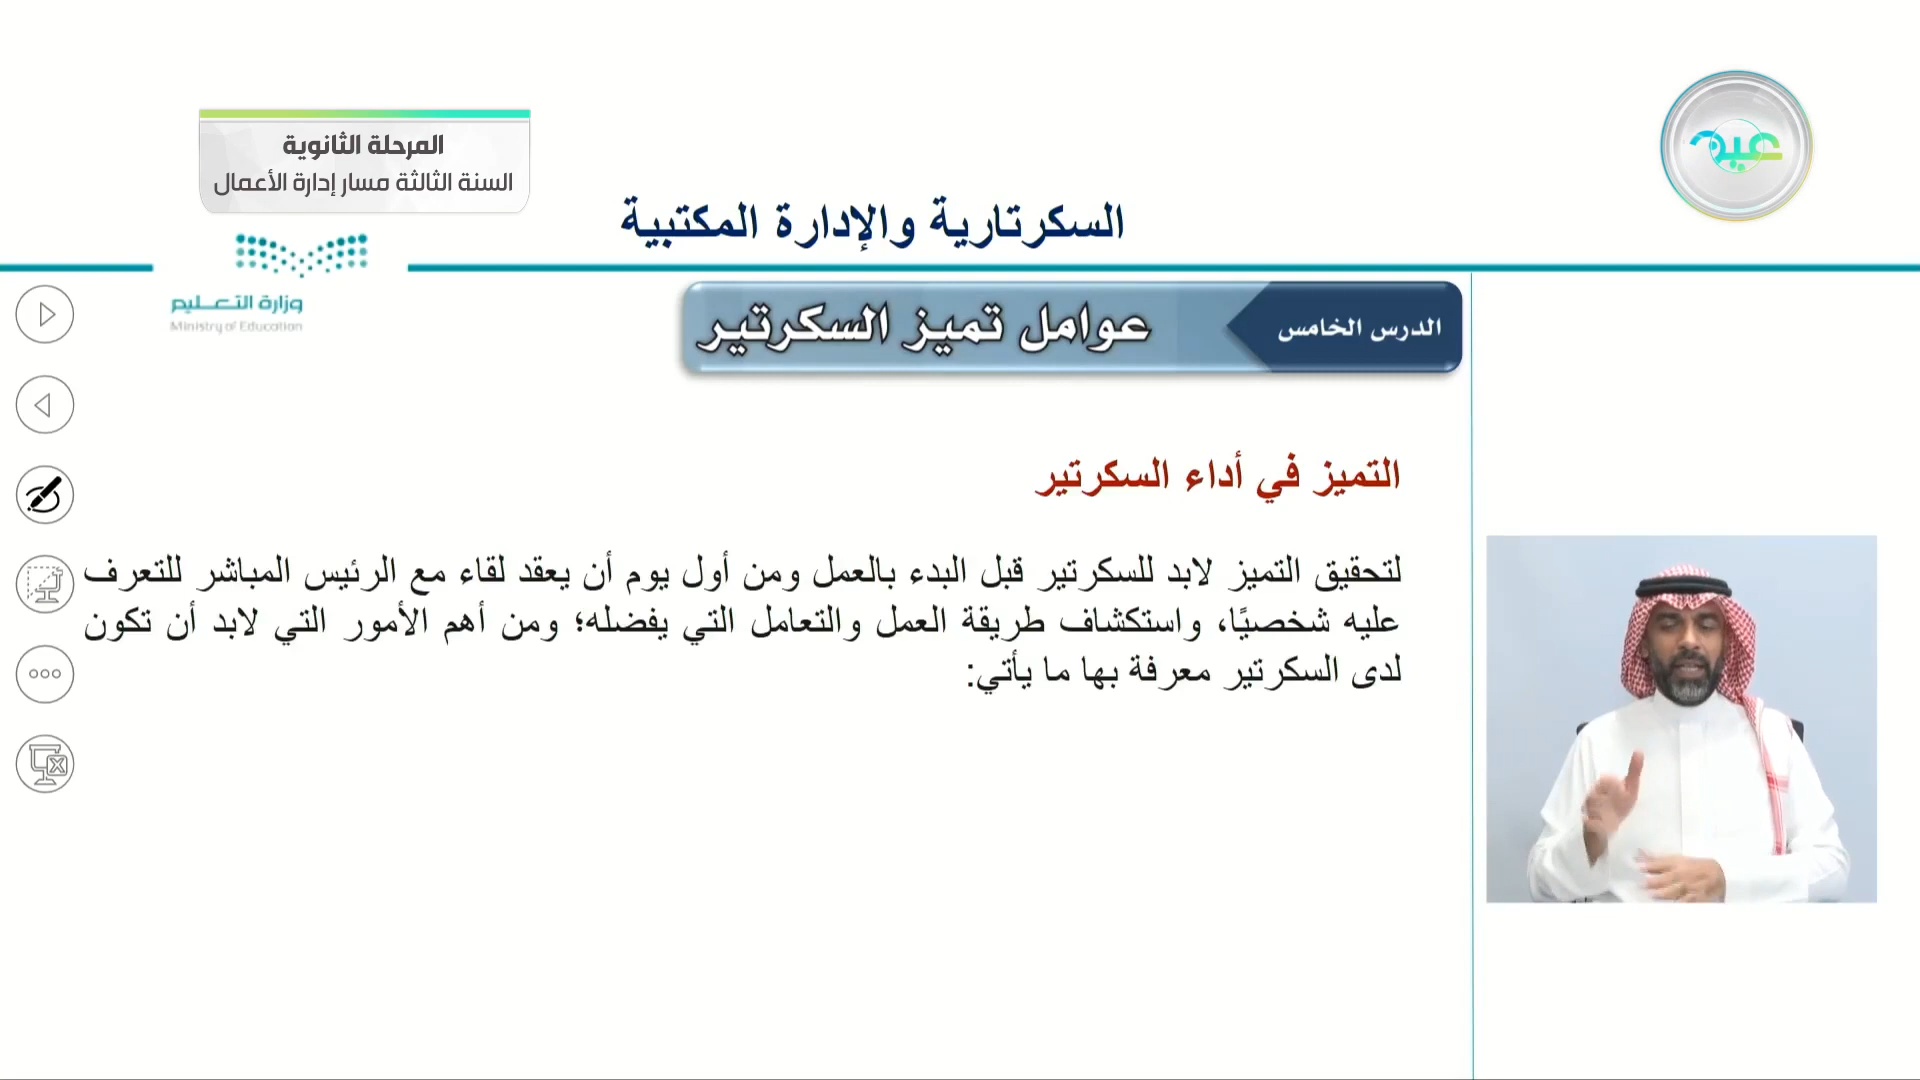 المرحلة الثانوية
السنة الثالثة مسار إدارة الأعمال
عين
السكرتارية والإدارة المكتبية
وزارة التعليم
Ministry of Education
الدرس الخامس
عوامل تميز السكرتير
التميز في أداء السكرتير
لتحقيق التميز لابد للسكرتير قبل البدء بالعمل ومن أول يوم أن يعقد لقاء مع الرئيس المباشر للتعرف
عليه شخصيًا، واستكشاف طريقة العمل والتعامل التي يفضله؛ ومن أهم الأمور التي لابد أن تكون
لدى السكرتير معرفة بها ما يأتي: